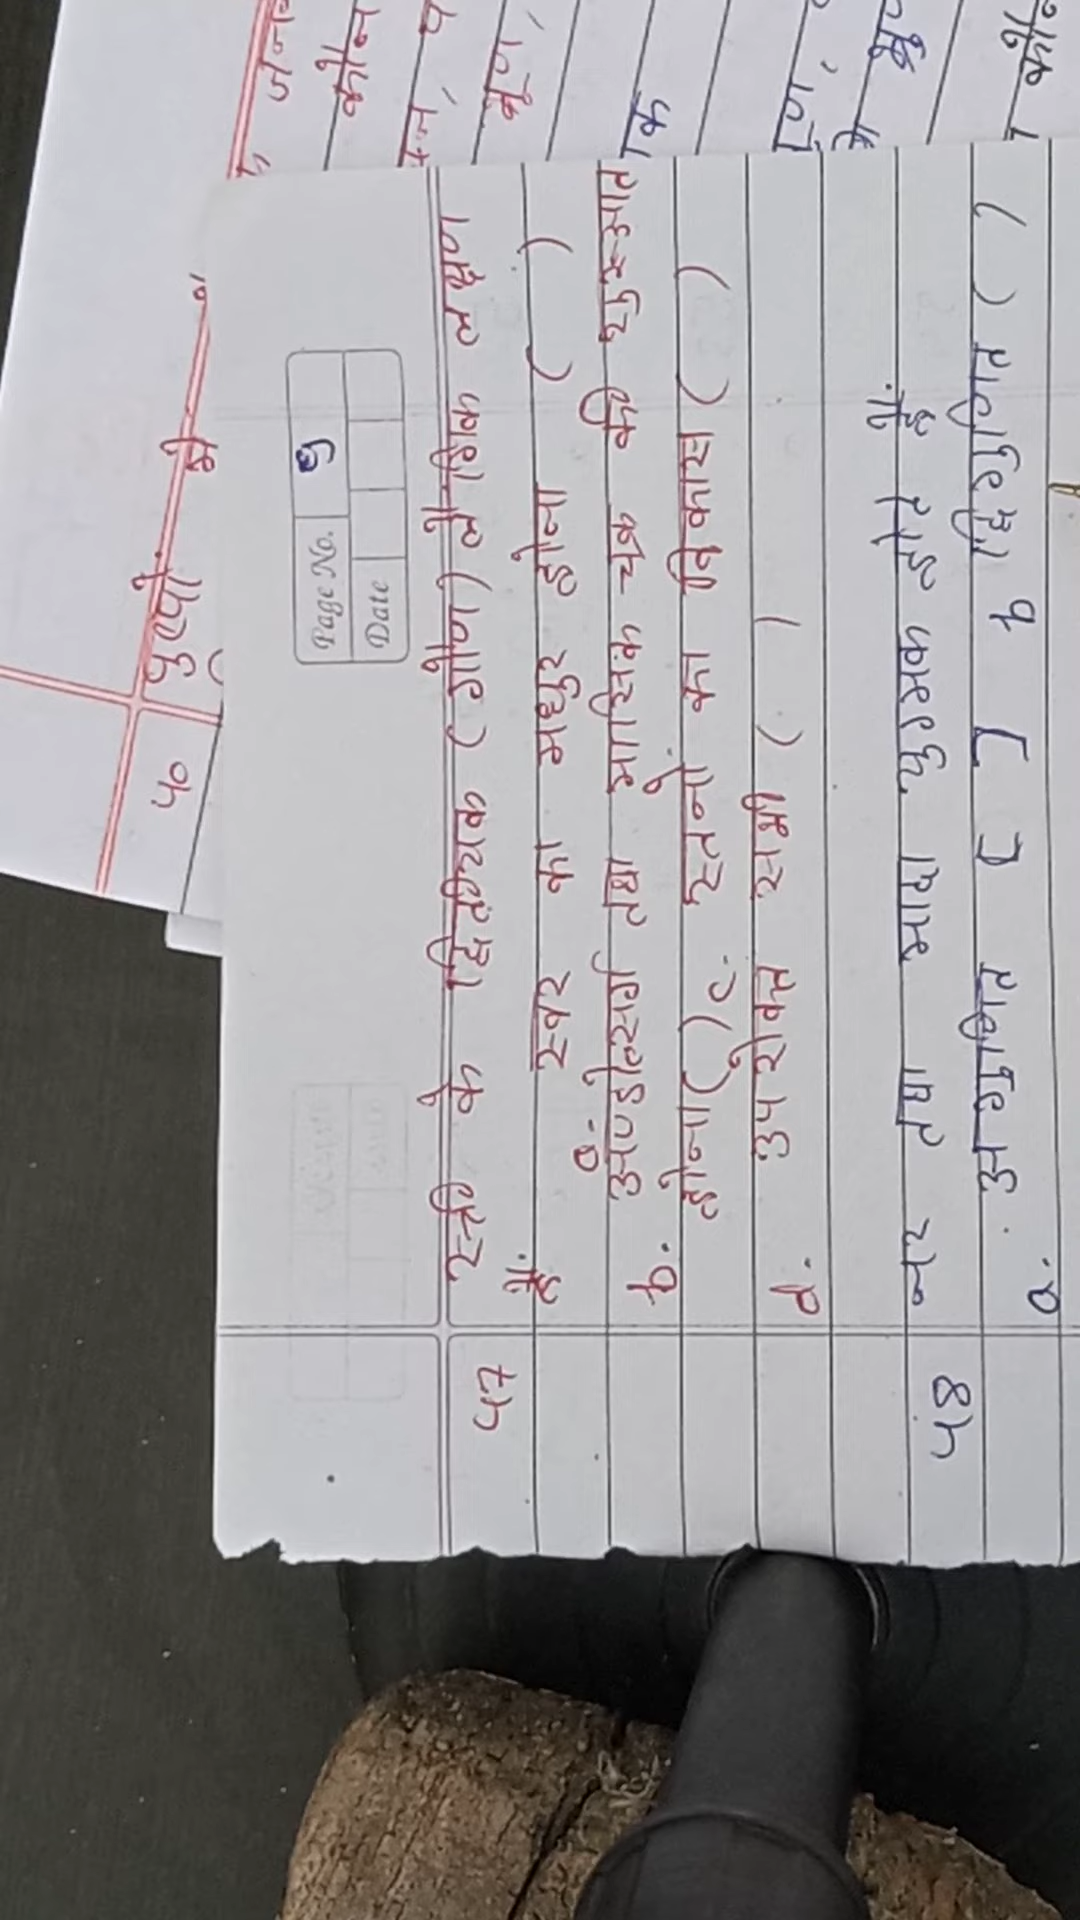 Page No. 9
Date
47 स्त्री के द्वितीयक (गौण) लैंगिक लक्षण
हैं. a. स्वर का मधुर होना ( )
b. अण्डोत्सर्ग तथा मासिक चक्र की शुरुआत
होना ( ) c. स्तनों का विकास ( )
d. उपरोक्त सभी ( )
48 नर तथा मादा युग्मक होते हैं.
a. अगुणित [ ] b द्विगुणित ( )
40 पुरुषों में